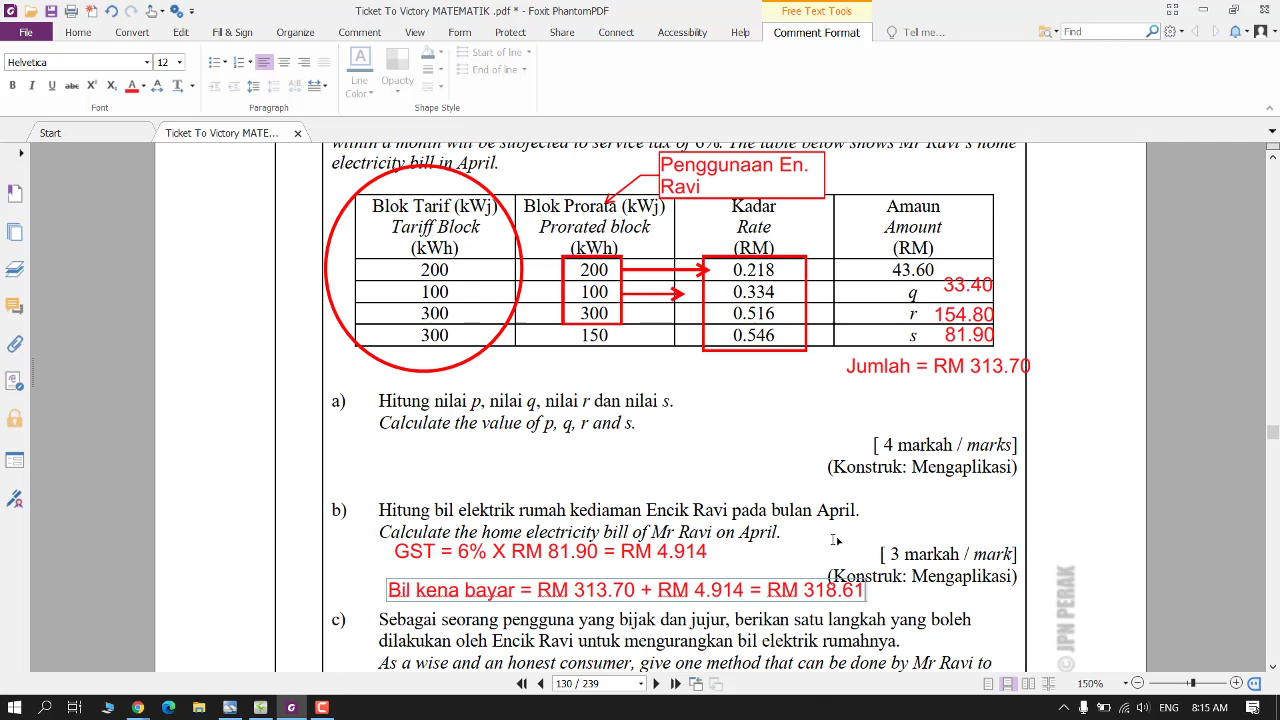 Ticket To Victory MATEMATIK .pdf * - Foxit PhantomPDF
Free Text Tools
File
Home
Convert
Edit
Fill & Sign
Organize
Comment
View
Form
Protect
Share
Connect
Accessibility
Help
Comment Format
Tell me...
Find
Helvetica
12
Line
Color
Opacity
Start of line
End of line
Font
Paragraph
Shape Style
Start
Ticket To Victory MATE...
within a month will be subjected to service tax of 6%. The table below shows Mr Ravi's home
electricity bill in April.
Penggunaan En.
Ravi
Blok Tarif (kWj) Blok Prorata (kWj) Kadar Amaun
Tariff Block Prorated block Rate Amount
(kWh) (kWh) (RM) (RM)
200 200 0.218 43.60
100 100 0.334 q 33.40
300 300 0.516 r 154.80
300 150 0.546 s 81.90
Jumlah = RM 313.70
a) Hitung nilai p, nilai q, nilai r dan nilai s.
Calculate the value of p, q, r and s.
[ 4 markah / marks]
(Konstruk: Mengaplikasi)
b) Hitung bil elektrik rumah kediaman Encik Ravi pada bulan April.
Calculate the home electricity bill of Mr Ravi on April.
GST = 6% X RM 81.90 = RM 4.914
[ 3 markah / mark]
(Konstruk: Mengaplikasi)
Bil kena bayar = RM 313.70 + RM 4.914 = RM 318.61
c) Sebagai seorang pengguna yang bijak dan jujur, berikan satu langkah yang boleh
dilakukan oleh Encik Ravi untuk mengurangkan bil elektrik rumahnya.
As a wise and an honest consumer, give one method that can be done by Mr Ravi to
© JPN PERAK
130 / 239
150%
ENG
8:15 AM